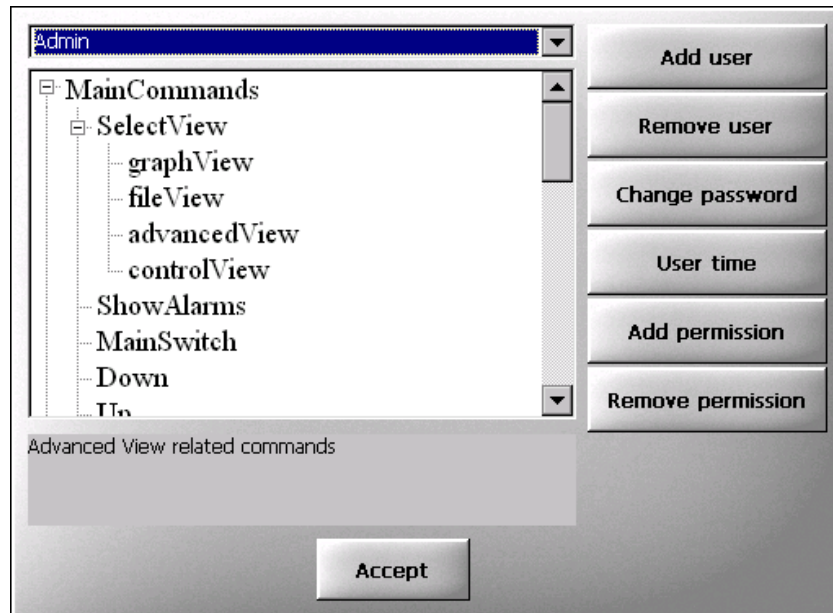 Admin
MainCommands
SelectView
graphView
fileView
advancedView
controlView
ShowAlarms
MainSwitch
Down
Up
Advanced View related commands
Add user
Remove user
Change password
User time
Add permission
Remove permission
Accept